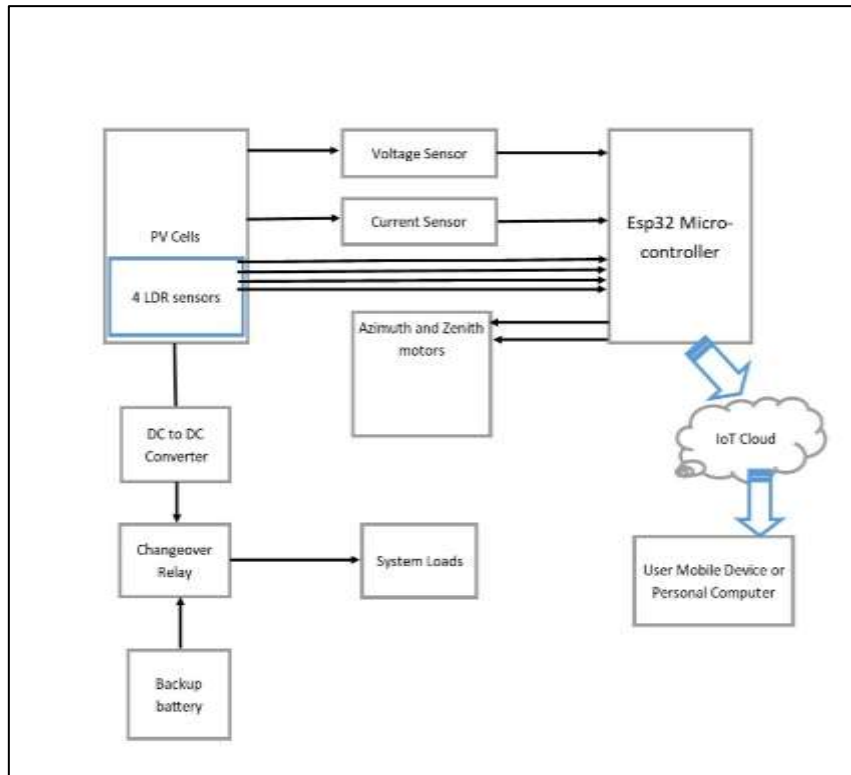 Voltage Sensor
Current Sensor
Esp32 Micro-
controller
PV Cells
4 LDR sensors
Azimuth and Zenith
motors
DC to DC
Converter
IoT Cloud
Changeover
Relay
System Loads
User Mobile Device or
Personal Computer
Backup
battery